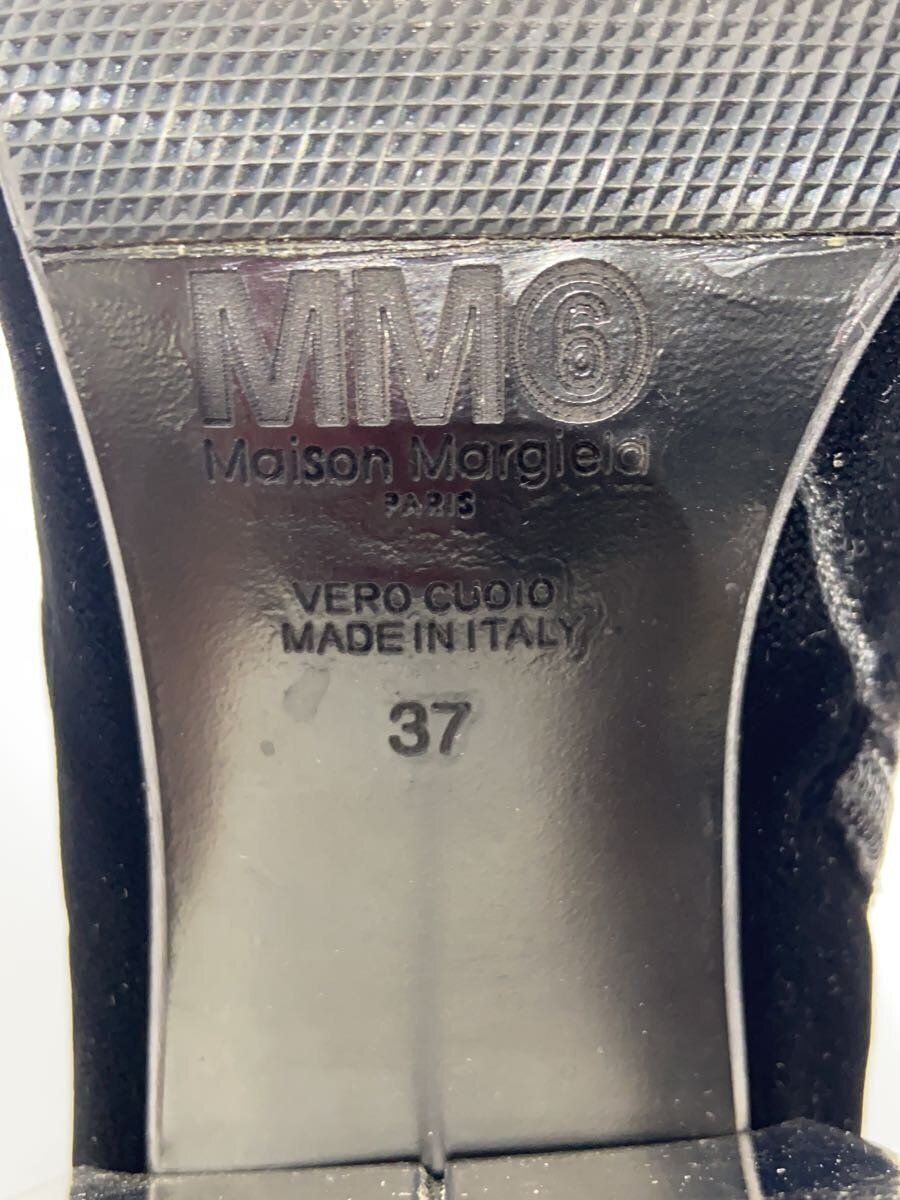 MM6
Maison Margiela
PARIS
VERO CUOIO
MADE IN ITALY
37